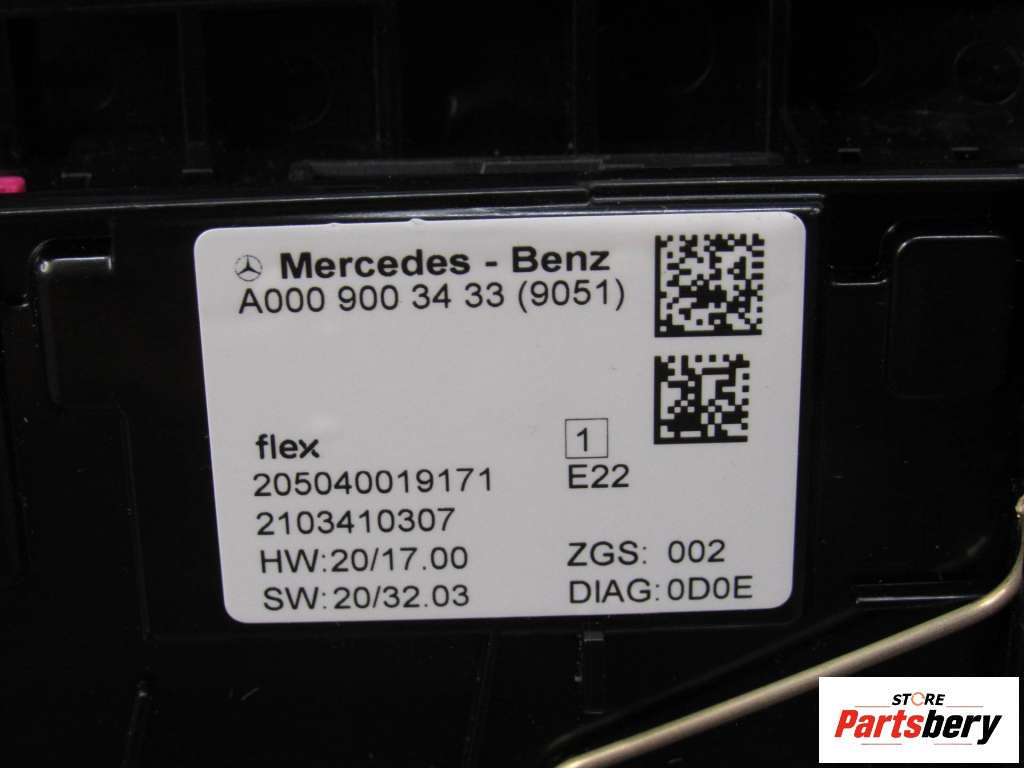 Mercedes - Benz
A000 900 34 33 (9051)
flex
1
205040019171
E22
2103410307
HW:20/17.00
ZGS: 002
SW:20/32.03
DIAG:0D0E
STORE
Partsbery